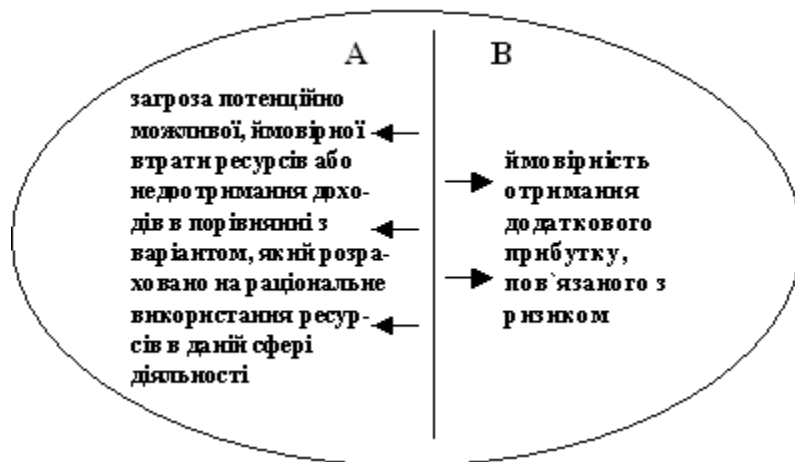 А
загроза потенційно
можливої, ймовірної
втрати ресурсів або
недоотримання дохо-
дів в порівнянні з
варіантом, який розра-
ховано на раціональне
використання ресур-
сів в даній сфері
діяльності
В
ймовірність
отримання
додаткового
прибутку,
пов`язаного з
ризиком